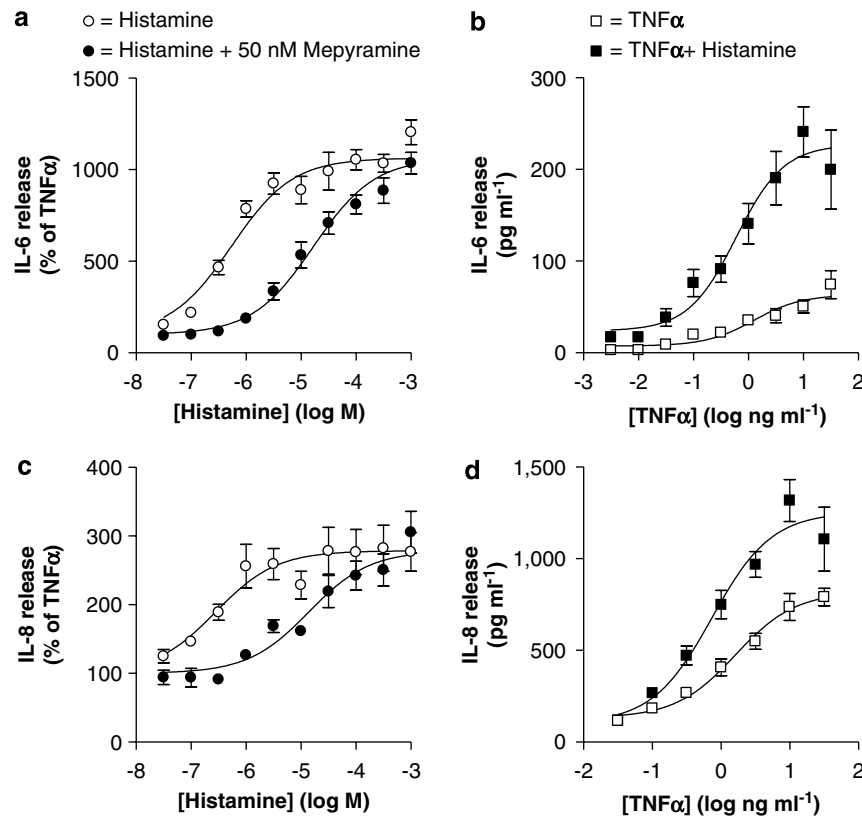 a
○ = Histamine
● = Histamine + 50 nM Mepyramine
1500
1000
500
0
IL-6 release
(% of TNFα)
-8 -7 -6 -5 -4 -3
[Histamine] (log M)
b
□ = TNFα
■ = TNFα+ Histamine
300
200
100
0
IL-6 release
(pg ml⁻¹)
-3 -2 -1 0 1 2
[TNFα] (log ng ml⁻¹)
c
400
300
200
100
0
IL-8 release
(% of TNFα)
-8 -7 -6 -5 -4 -3
[Histamine] (log M)
d
1,500
1,000
500
0
IL-8 release
(pg ml⁻¹)
-2 -1 0 1 2
[TNFα] (log ng ml⁻¹)